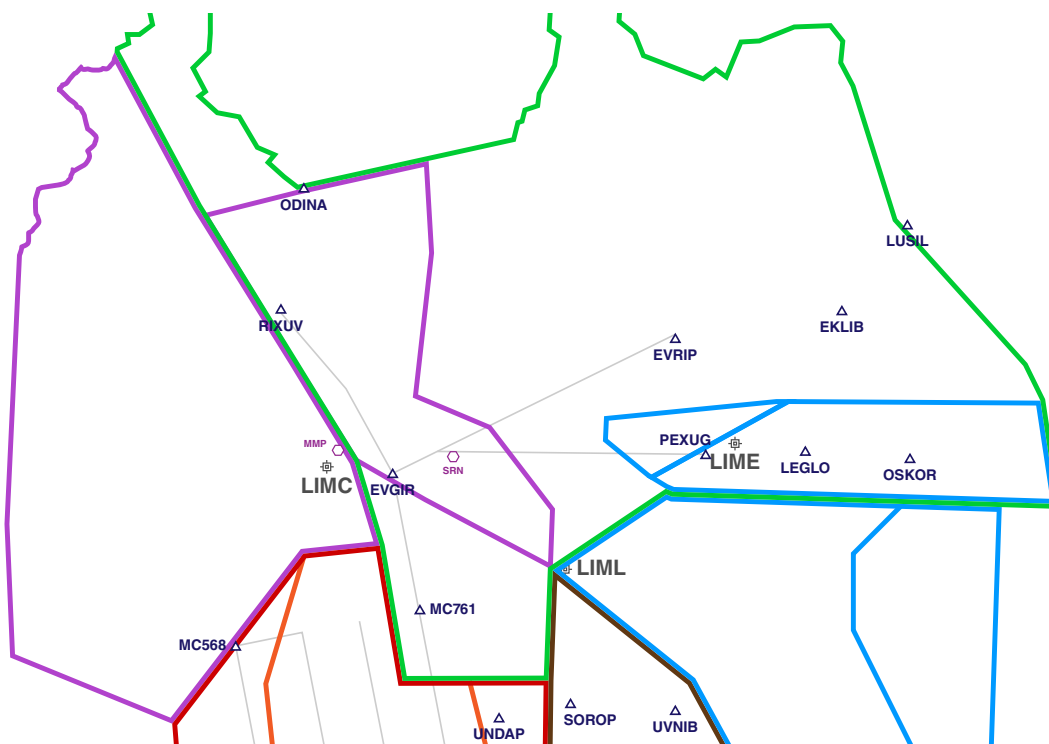 ODINA
LUSIL
RIXUV
EKLIB
EVRIP
MMP
PEXUG
LIME
SRN
LEGLO
OSKOR
LIMC
EVGIR
LIML
MC761
MC568
SOROP
UVNIB
UNDAP